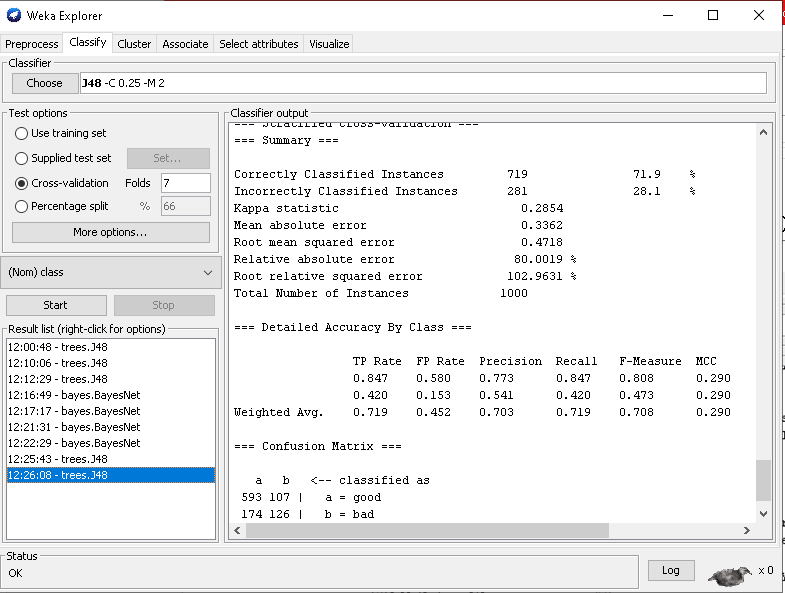 Weka Explorer
Preprocess Classify Cluster Associate Select attributes Visualize
Classifier
Choose J48 -C 0.25 -M 2
Test options
Use training set
Supplied test set Set...
Cross-validation Folds 7
Percentage split % 66
More options...
(Nom) class
Start Stop
Result list (right-click for options)
12:00:48 - trees.J48
12:10:06 - trees.J48
12:12:29 - trees.J48
12:16:49 - bayes.BayesNet
12:17:17 - bayes.BayesNet
12:21:31 - bayes.BayesNet
12:22:29 - bayes.BayesNet
12:25:43 - trees.J48
12:26:08 - trees.J48
Classifier output
=== Stratified cross-validation ===
=== Summary ===
Correctly Classified Instances 719 71.9 %
Incorrectly Classified Instances 281 28.1 %
Kappa statistic 0.2854
Mean absolute error 0.3362
Root mean squared error 0.4718
Relative absolute error 80.0019 %
Root relative squared error 102.9631 %
Total Number of Instances 1000
=== Detailed Accuracy By Class ===
TP Rate FP Rate Precision Recall F-Measure MCC
0.847 0.580 0.773 0.847 0.808 0.290
0.420 0.153 0.541 0.420 0.473 0.290
Weighted Avg. 0.719 0.452 0.703 0.719 0.708 0.290
=== Confusion Matrix ===
a b <-- classified as
593 107 | a = good
174 126 | b = bad
Status
OK
Log x 0